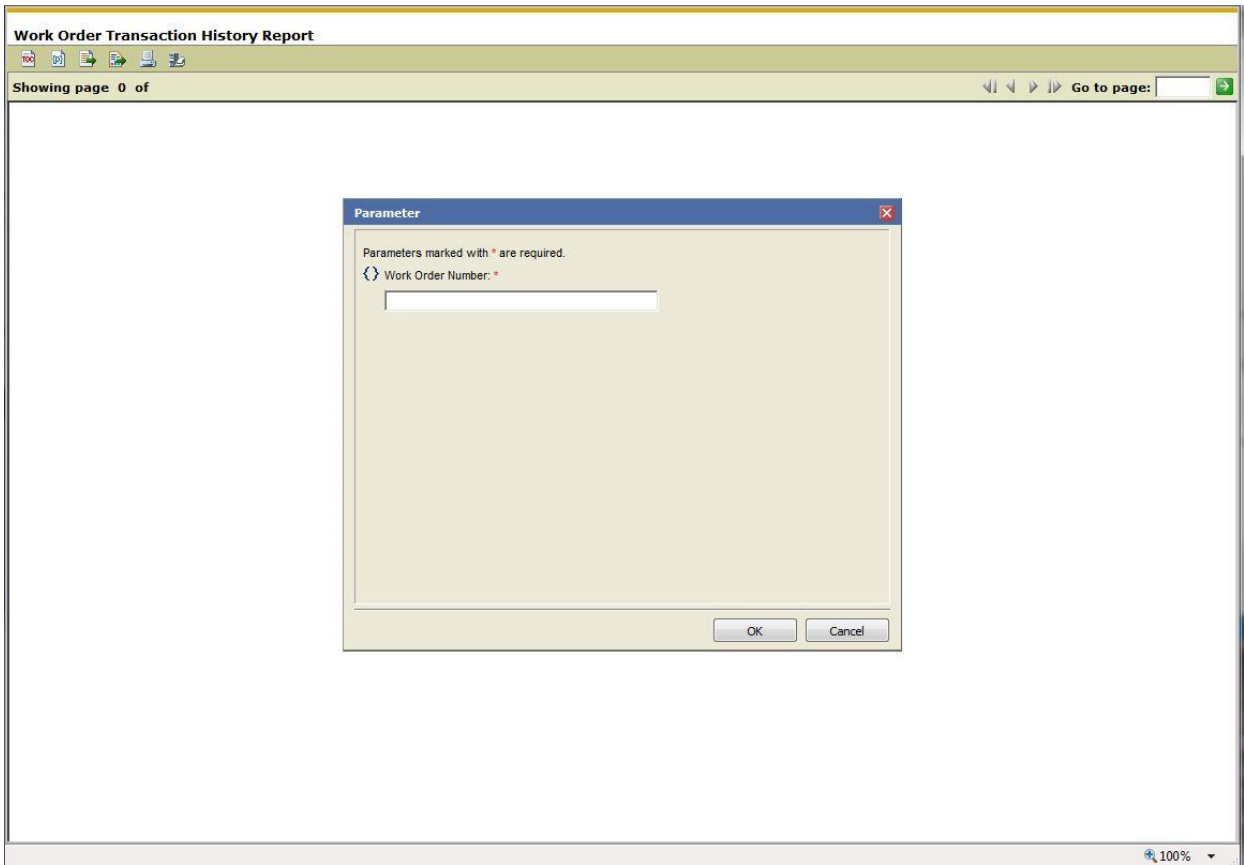 Work Order Transaction History Report
TOC
Showing page 0 of
Go to page:
Parameter
Parameters marked with * are required.
{} Work Order Number: *
OK Cancel
100%